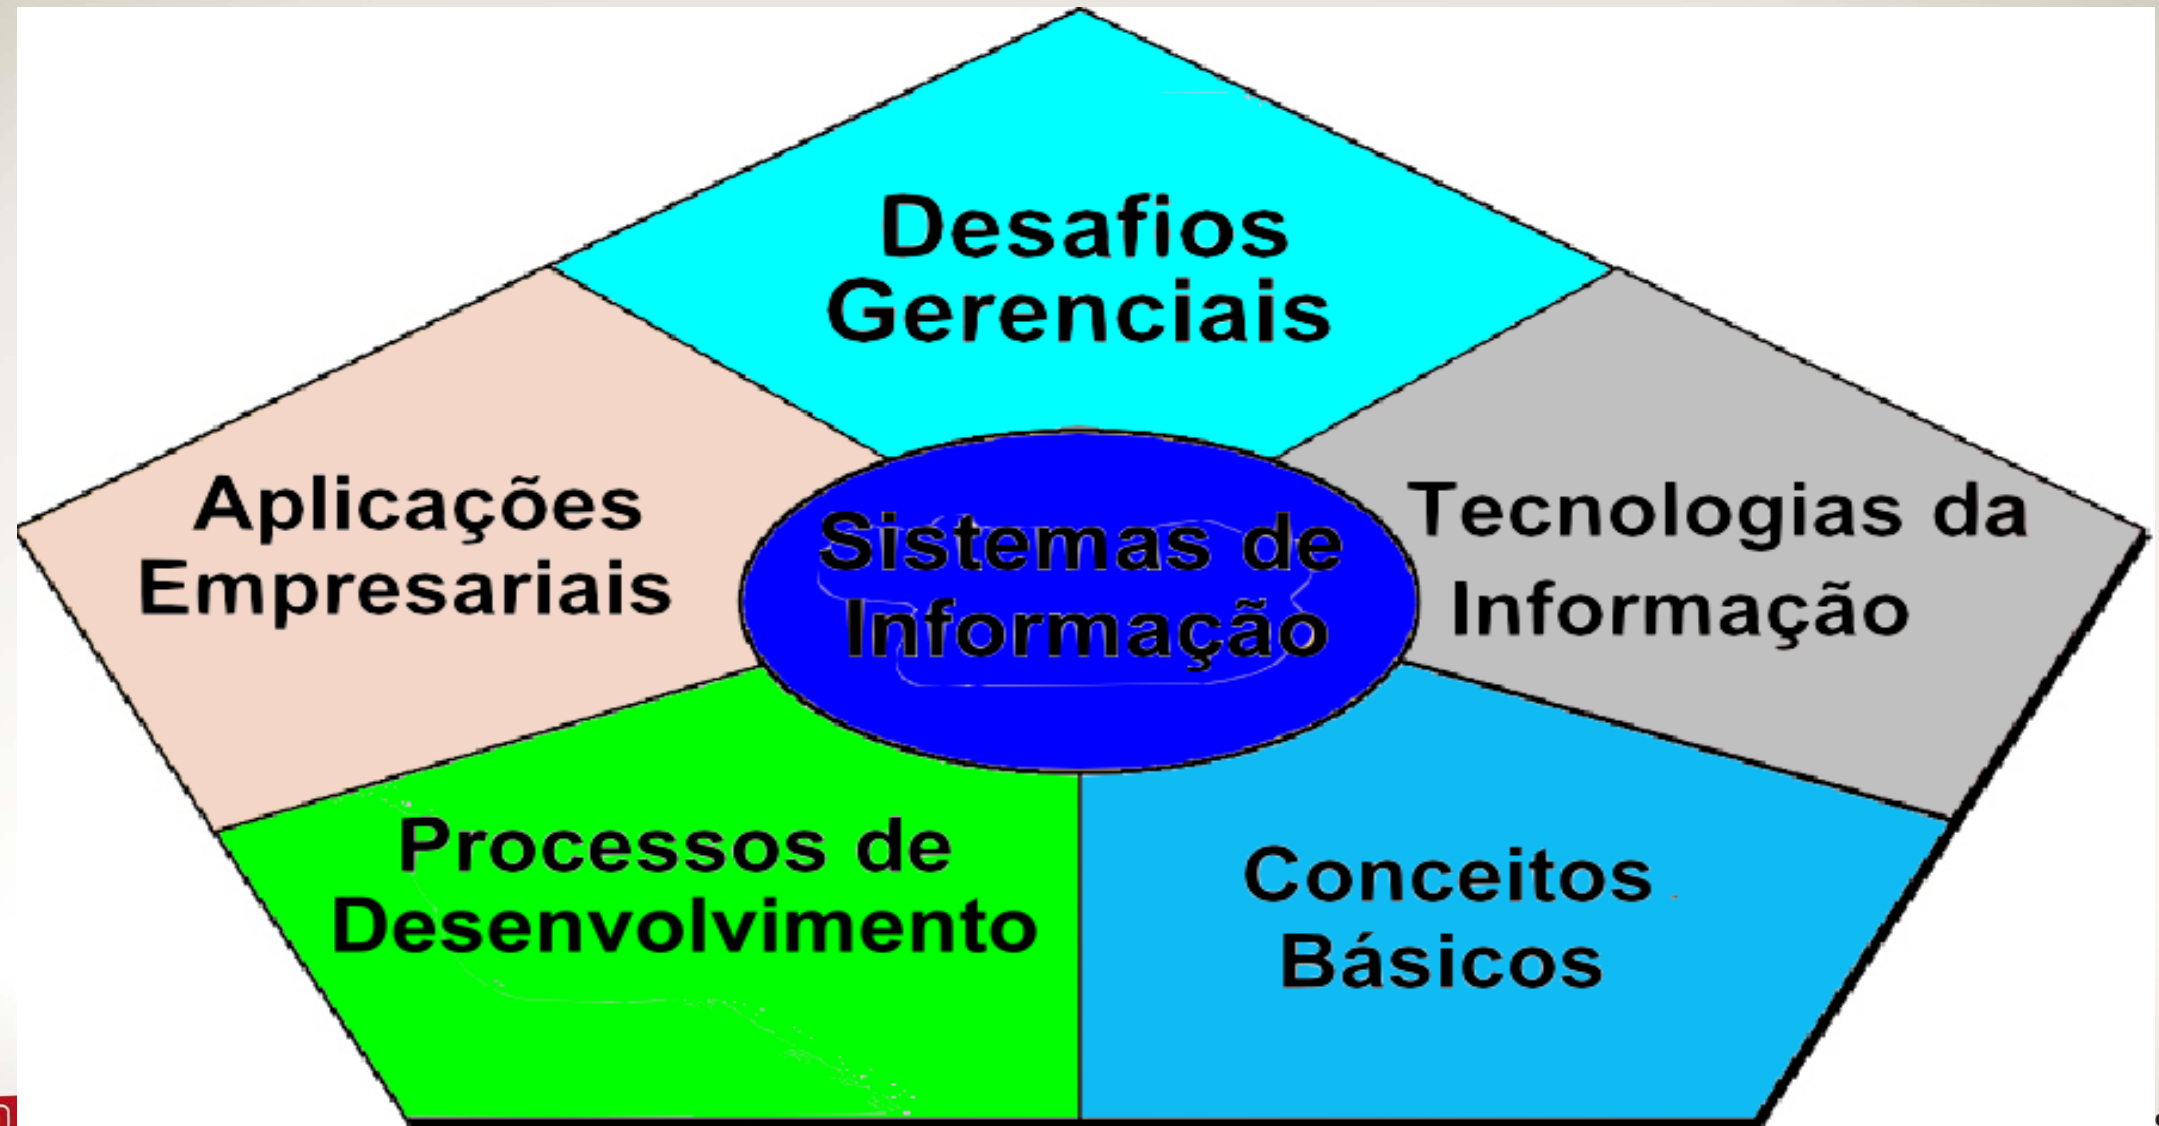 Desafios
Gerenciais
Aplicações
Empresariais
Sistemas de
Informação
Tecnologias da
Informação
Processos de
Desenvolvimento
Conceitos
Básicos